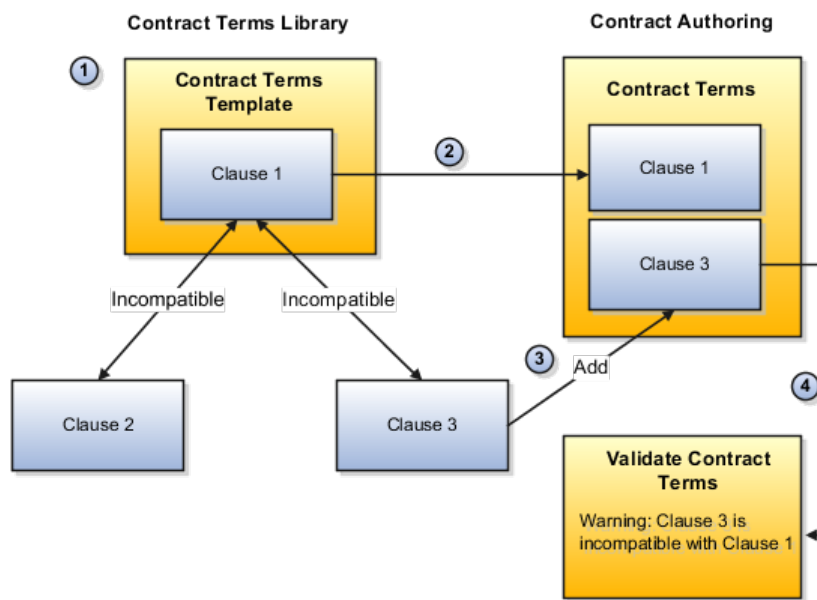 Contract Terms Library
Contract Authoring
1
Contract Terms
Template
Clause 1
2
Contract Terms
Clause 1
Clause 3
Incompatible
Incompatible
3
Add
4
Clause 2
Clause 3
Validate Contract
Terms
Warning: Clause 3 is
incompatible with Clause 1